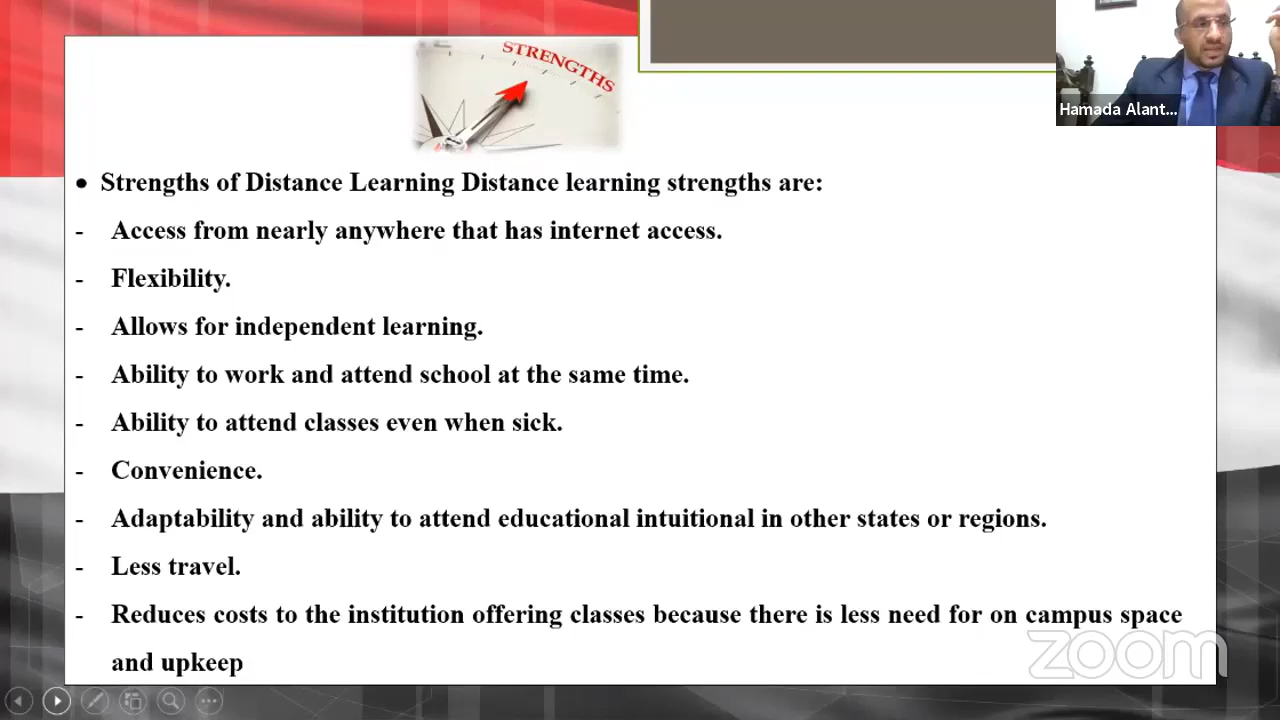 STRENGTHS
Hamada Alant...
• Strengths of Distance Learning Distance learning strengths are:
- Access from nearly anywhere that has internet access.
- Flexibility.
- Allows for independent learning.
- Ability to work and attend school at the same time.
- Ability to attend classes even when sick.
- Convenience.
- Adaptability and ability to attend educational intuitional in other states or regions.
- Less travel.
- Reduces costs to the institution offering classes because there is less need for on campus space
and upkeep
zoom